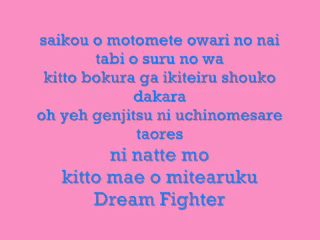 saikou o motomete owari no nai
tabi o suru no wa
kitto bokura ga ikiteiru shouko
dakara
oh yeh genjitsu ni uchinomesare
taores
ni natte mo
kitto mae o mitearuku
Dream Fighter